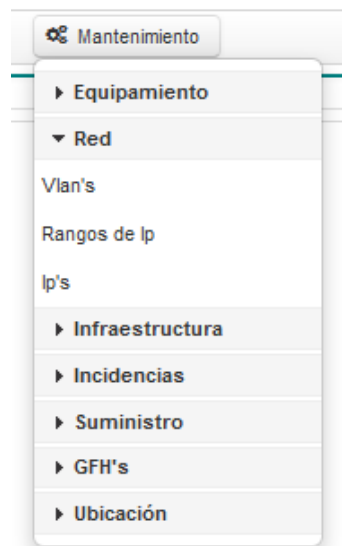 Mantenimiento
Equipamiento
Red
Vlan's
Rangos de Ip
Ip's
Infraestructura
Incidencias
Suministro
GFH's
Ubicación